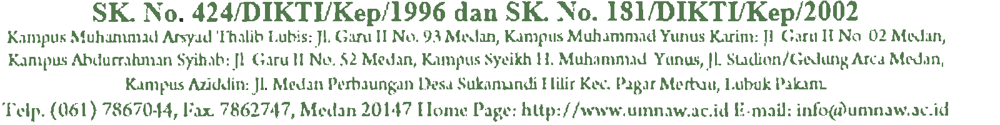 SK. No. 424/DIKTI/Kep/1996 dan SK. No. 181/DIKTI/Kep/2002
Kampus Muhammad Arsyad Thalib Lubis: Jl. Garu II No. 93 Medan, Kampus Muhammad Yunus Karim: Jl Garu II No 02 Medan,
Kampus Abdurrahman Syihab: Jl Garu II No. 52 Medan, Kampus Syeikh H. Muhammad Yunus, Jl. Stadion/Gedung Arca Medan,
Kampus Aziddin: Jl. Medan Perbaungan Desa Sukamandi Hilir Kec. Pagar Merbau, Lubuk Pakam.
Telp. (061) 7867044, Fax. 7862747, Medan 20147 Home Page: http://www.umnaw.ac.id E-mail: info@umnaw.ac.id